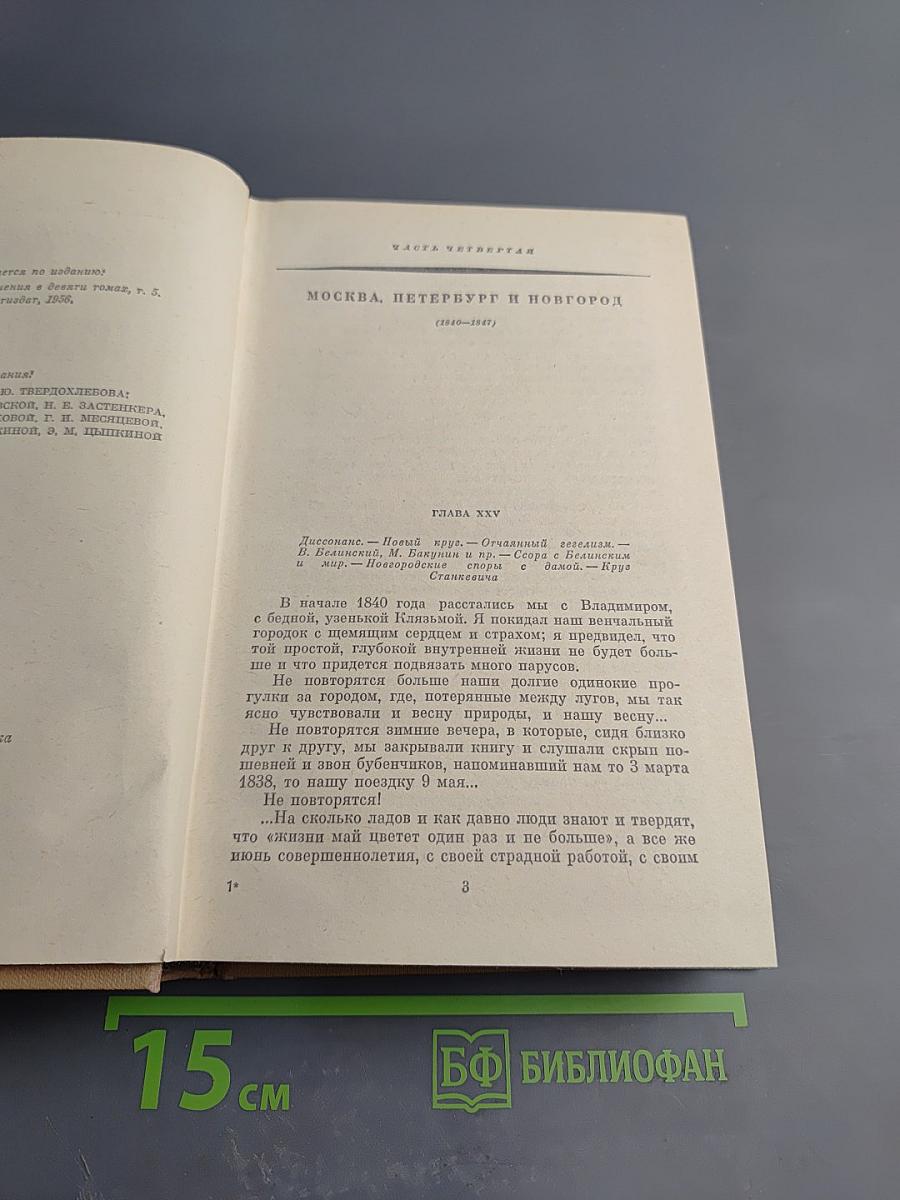 ется по изданию:
ения в девяти томах, т. 5.
тиздат, 1956.
ания:
Ю. ТВЕРДОХЛЕБОВА;
ВСКОЙ, Н. Е. ЗАСТЕНКЕРА,
КОВОЙ, Г. И. МЕСЯЦЕВОЙ,
КИНОЙ, Э. М. ЦЫПКИНОЙ
ка
ЧАСТЬ ЧЕТВЕРТАЯ
МОСКВА, ПЕТЕРБУРГ И НОВГОРОД
(1840—1847)
ГЛАВА XXV
Диссонанс. — Новый круг. — Отчаянный гегелизм. —
В. Белинский, М. Бакунин и пр. — Ссора с Белинским
и мир. — Новгородские споры с дамой. — Круг
Станкевича
В начале 1840 года расстались мы с Владимиром,
с бедной, узенькой Клязьмой. Я покидал наш венчальный
городок с щемящим сердцем и страхом; я предвидел, что
той простой, глубокой внутренней жизни не будет боль-
ше и что придется подвязать много парусов.
Не повторятся больше наши долгие одинокие про-
гулки за городом, где, потерянные между лугов, мы так
ясно чувствовали и весну природы, и нашу весну...
Не повторятся зимние вечера, в которые, сидя близко
друг к другу, мы закрывали книгу и слушали скрып по-
шевней и звон бубенчиков, напоминавший нам то 3 марта
1838, то нашу поездку 9 мая...
Не повторятся!
...На сколько ладов и как давно люди знают и твердят,
что «жизни май цветет один раз и не больше», а все же
июнь совершеннолетия, с своей страдной работой, с своим
1*
3
15 см
БФ БИБЛИОФАН